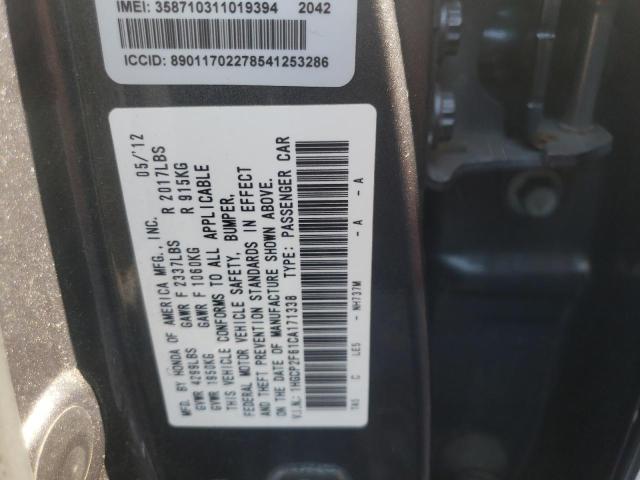 IMEI: 358710311019394 2042
ICCID: 89011702278541253286
MFD. BY HONDA OF AMERICA MFG., INC. 05/'12
GVWR 4299LBS GAWR F 2337LBS R 2017LBS
GVWR 1950KG GAWR F 1060KG R 915KG
THIS VEHICLE CONFORMS TO ALL APPLICABLE
FEDERAL MOTOR VEHICLE SAFETY, BUMPER,
AND THEFT PREVENTION STANDARDS IN EFFECT
ON THE DATE OF MANUFACTURE SHOWN ABOVE.
V.I.N.: 1HGCP2F61CA171338 TYPE: PASSENGER CAR
TA5 C LE5 - NH737M - A - A